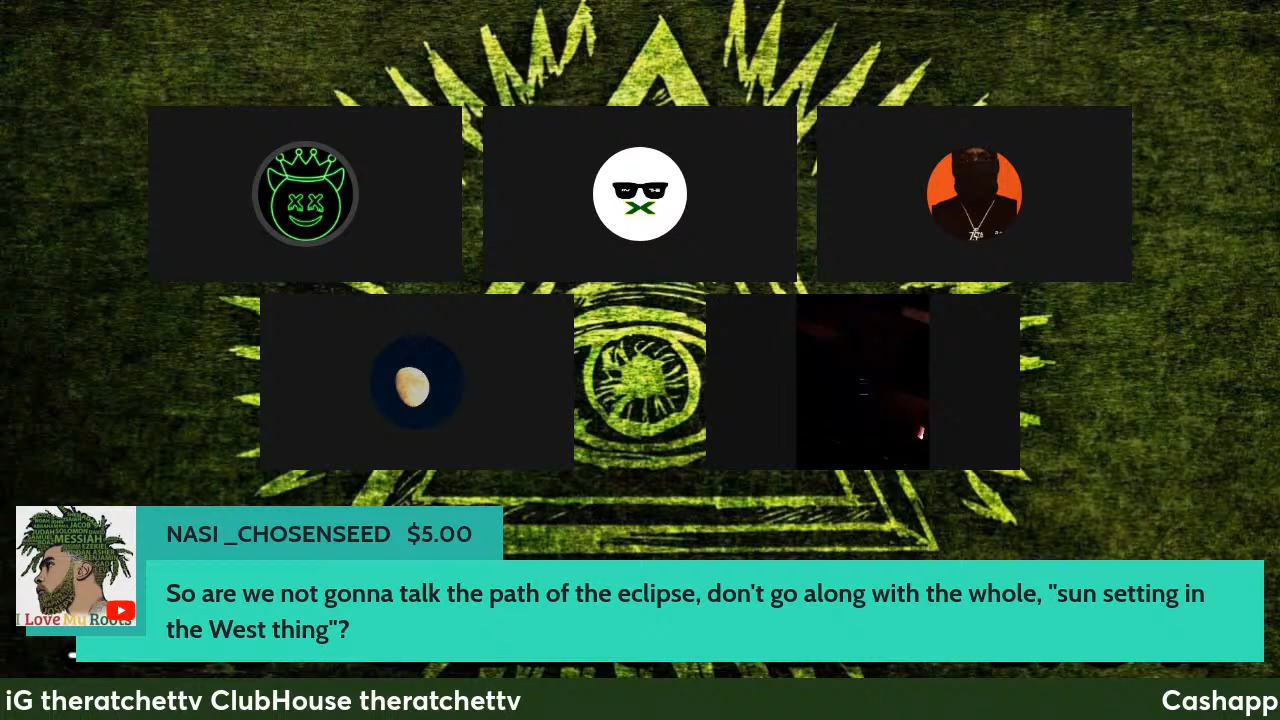 NASI _CHOSENSEED $5.00
So are we not gonna talk the path of the eclipse, don't go along with the whole, "sun setting in
the West thing"?
MESSIAH
I Love My Roots
iG theratchettv ClubHouse theratchettv
Cashapp